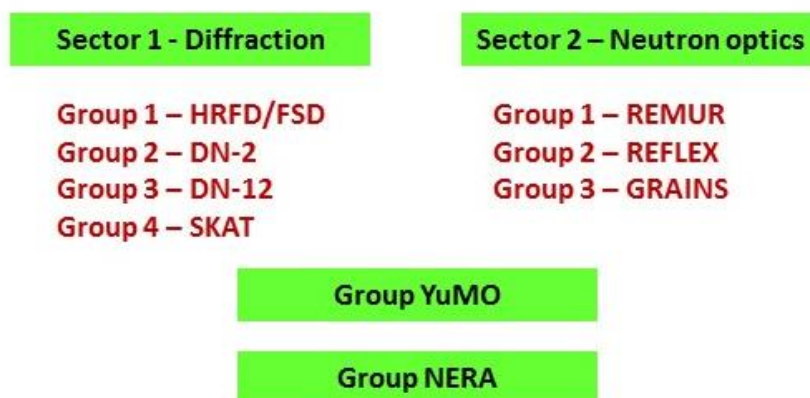 Sector 1 - Diffraction
Group 1 – HRFD/FSD
Group 2 – DN-2
Group 3 – DN-12
Group 4 – SKAT
Sector 2 – Neutron optics
Group 1 – REMUR
Group 2 – REFLEX
Group 3 – GRAINS
Group YuMO
Group NERA